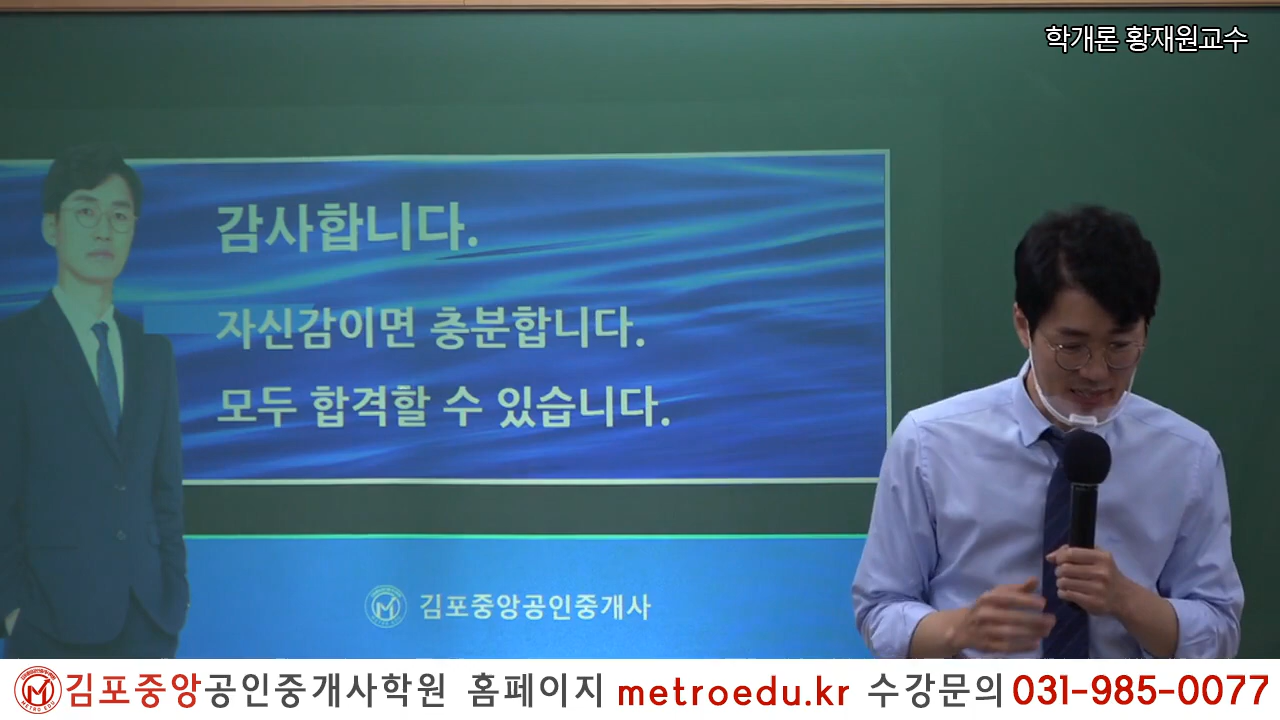 학개론 황재원교수
감사합니다.
자신감이면 충분합니다.
모두 합격할 수 있습니다.
김포중앙공인중개사
김포중앙공인중개사학원 홈페이지 metroedu.kr 수강문의 031-985-0077
METRO EDU